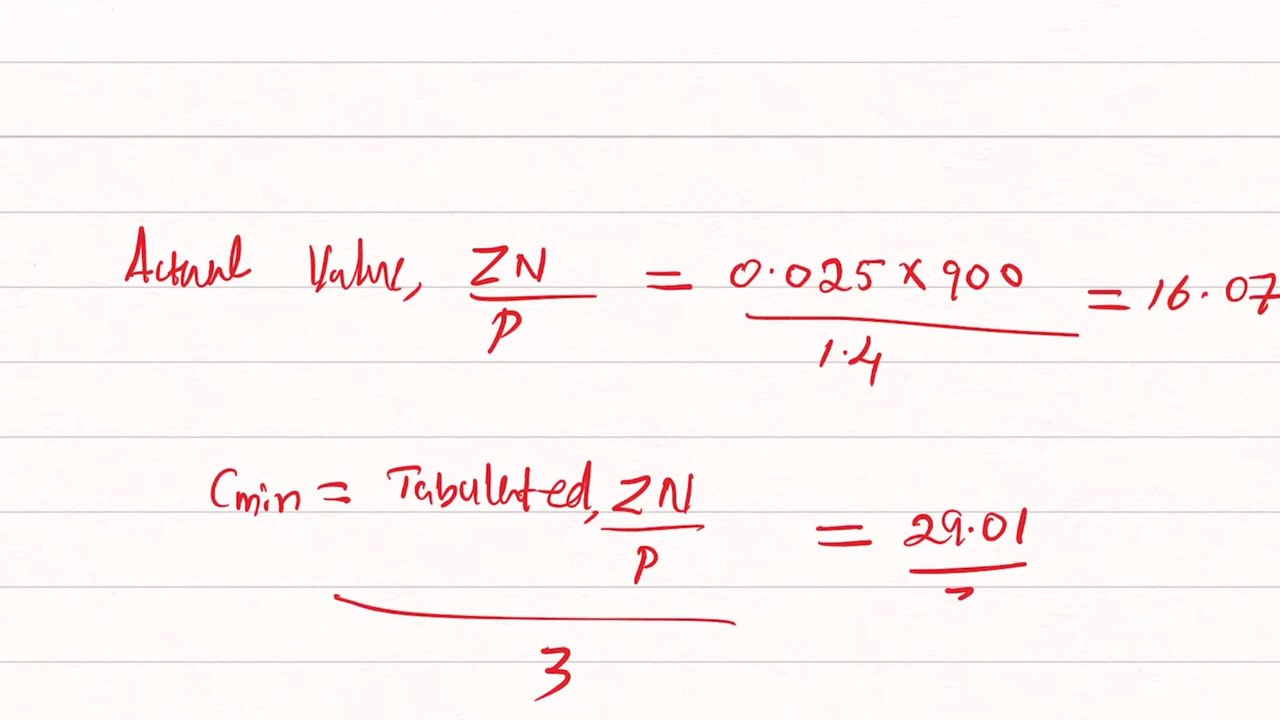 Actual Value, ZN/P = 0.025 × 900 / 1.4 = 16.07
Cmin = Tabulated, ZN/P / 3 = 29.01